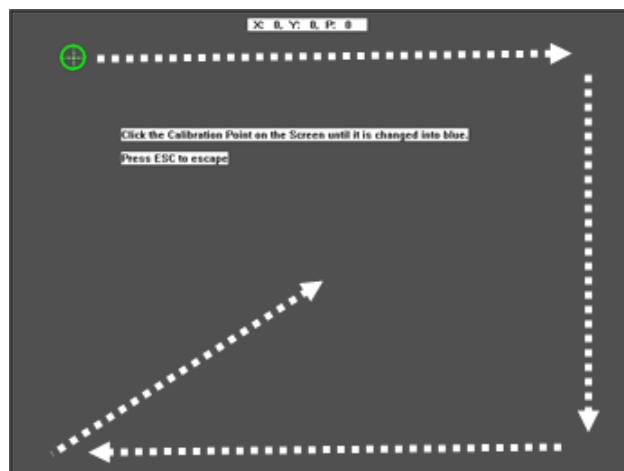 X: 0, Y: 0, P: 0
Click the Calibration Point on the Screen until it is changed into blue.
Press ESC to escape